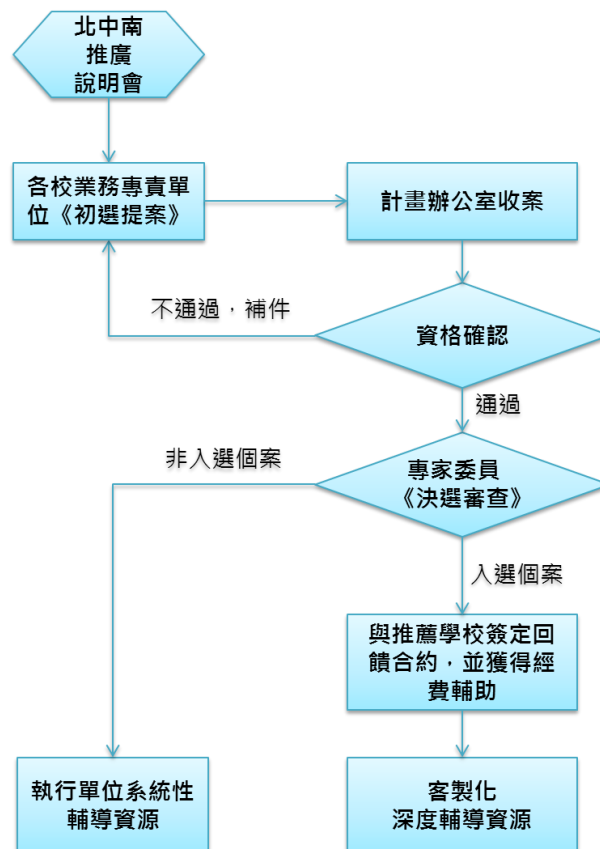 北中南
推廣
說明會
各校業務專責單
位《初選提案》
計畫辦公室收案
不通過，補件
資格確認
通過
非入選個案
專家委員
《決選審查》
入選個案
與推薦學校簽定回
饋合約，並獲得經
費輔助
執行單位系統性
輔導資源
客製化
深度輔導資源